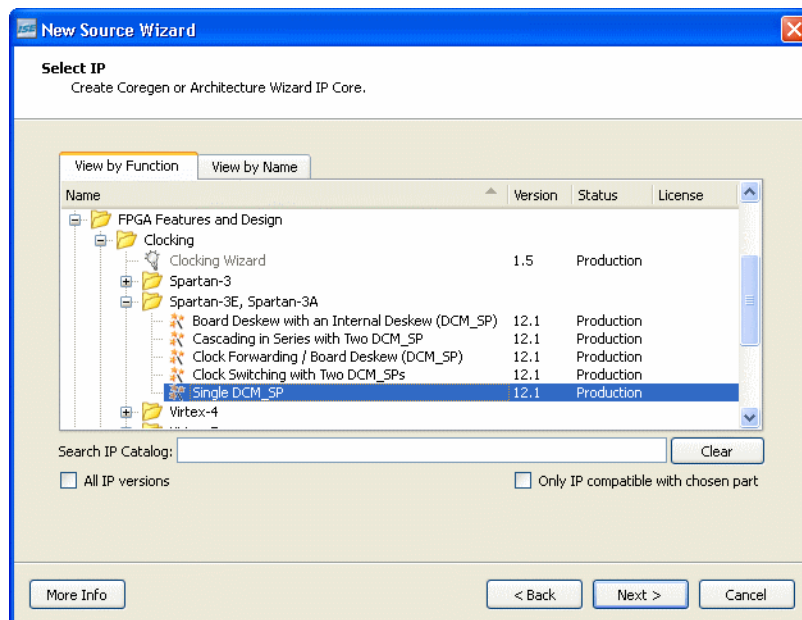 ISE New Source Wizard
Select IP
Create Coregen or Architecture Wizard IP Core.
View by Function View by Name
Name Version Status License
FPGA Features and Design
Clocking
Clocking Wizard 1.5 Production
Spartan-3
Spartan-3E, Spartan-3A
Board Deskew with an Internal Deskew (DCM_SP) 12.1 Production
Cascading in Series with Two DCM_SP 12.1 Production
Clock Forwarding / Board Deskew (DCM_SP) 12.1 Production
Clock Switching with Two DCM_SPs 12.1 Production
Single DCM_SP 12.1 Production
Virtex-4
Search IP Catalog: Clear
All IP versions Only IP compatible with chosen part
More Info < Back Next > Cancel